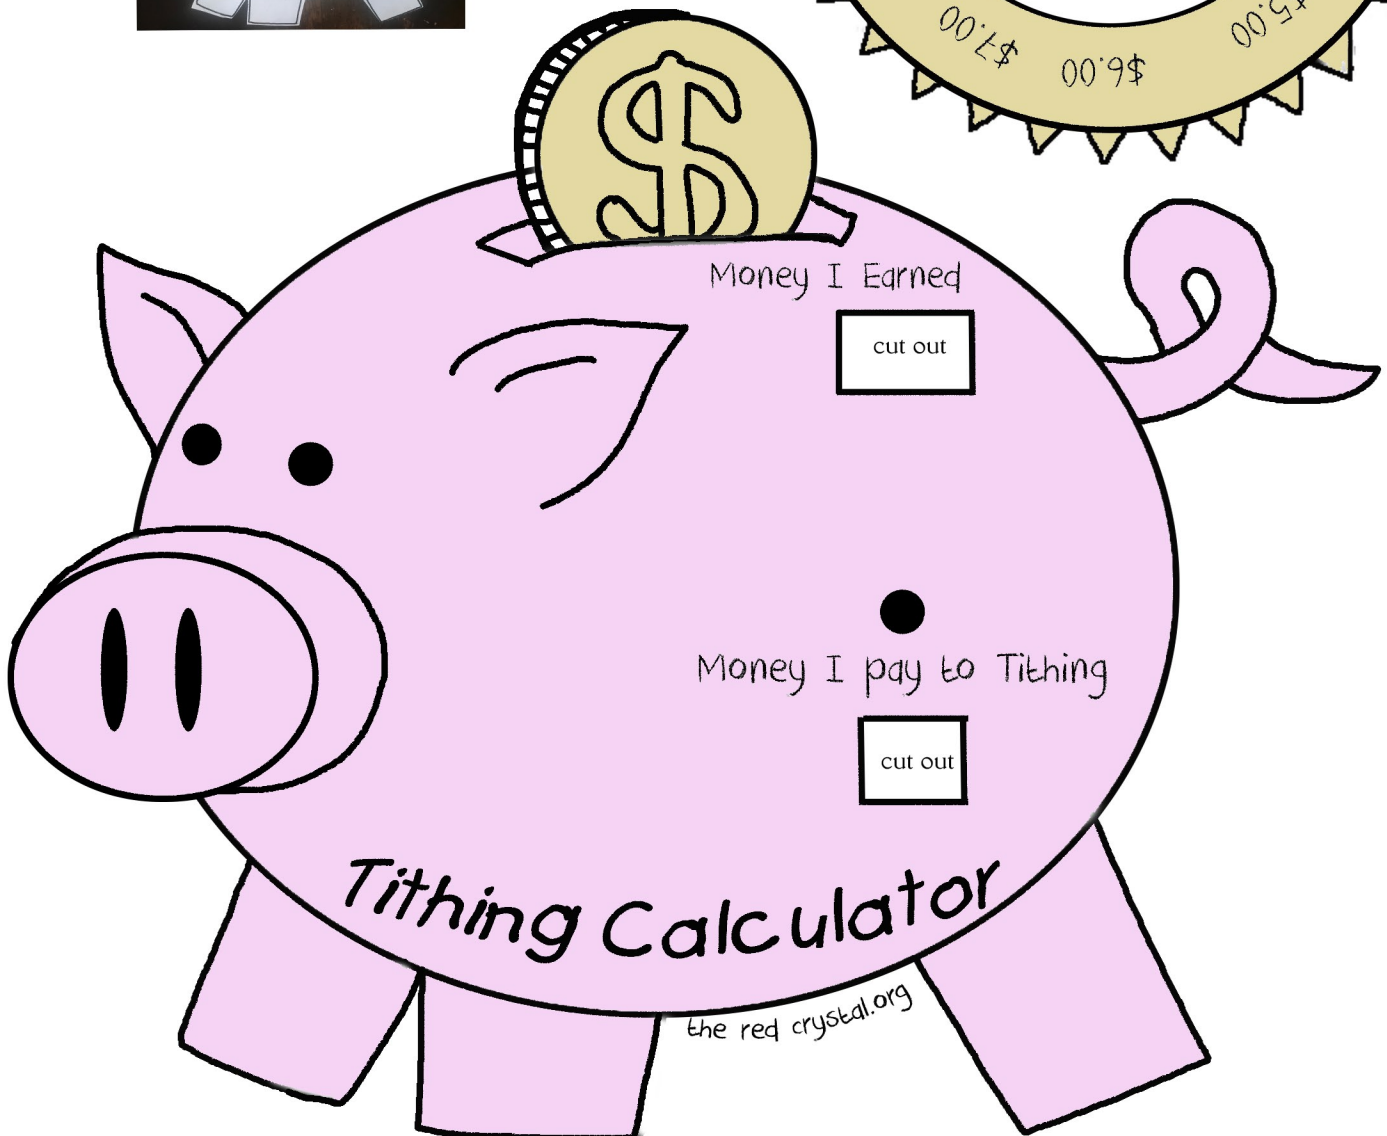 $7.00
$6.00
$5.00
$
Money I Earned
cut out
Money I pay to Tithing
cut out
Tithing Calculator
the red crystal.org